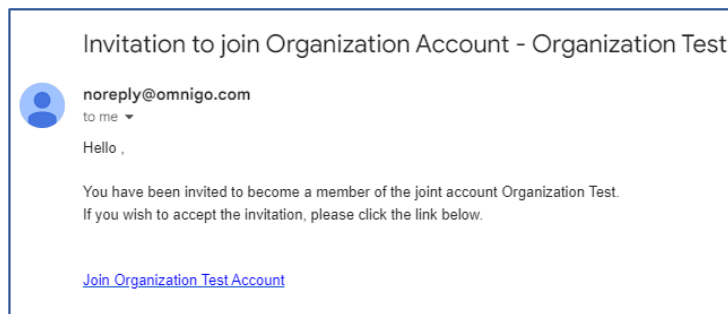 Invitation to join Organization Account - Organization Test
noreply@omnigo.com
to me
Hello ,
You have been invited to become a member of the joint account Organization Test.
If you wish to accept the invitation, please click the link below.
Join Organization Test Account